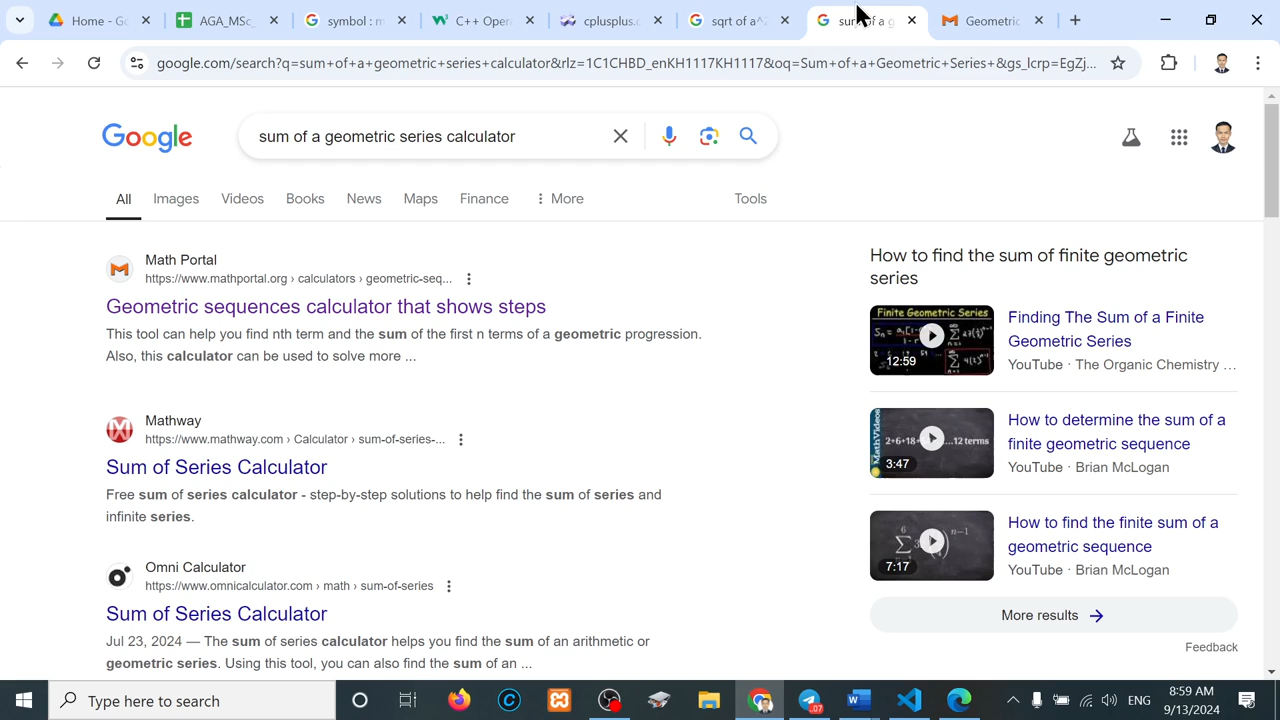 Home - G
AGA_MSc_
symbol : m
C++ Open
cplusplus.c
sqrt of a^2
sum of a g
Geometric
google.com/search?q=sum+of+a+geometric+series+calculator&rlz=1C1CHBD_enKH1117KH1117&oq=Sum+of+a+Geometric+Series+&gs_lcrp=EgZj...
Google
sum of a geometric series calculator
All Images Videos Books News Maps Finance More Tools
Math Portal
https://www.mathportal.org › calculators › geometric-seq...
Geometric sequences calculator that shows steps
This tool can help you find nth term and the sum of the first n terms of a geometric progression.
Also, this calculator can be used to solve more ...
Mathway
https://www.mathway.com › Calculator › sum-of-series-...
Sum of Series Calculator
Free sum of series calculator - step-by-step solutions to help find the sum of series and
infinite series.
Omni Calculator
https://www.omnicalculator.com › math › sum-of-series
Sum of Series Calculator
Jul 23, 2024 — The sum of series calculator helps you find the sum of an arithmetic or
geometric series. Using this tool, you can also find the sum of an ...
How to find the sum of finite geometric
series
Finite Geometric Series
12:59
Finding The Sum of a Finite
Geometric Series
YouTube · The Organic Chemistry ...
MathVideos
2+6+18+ ...12 terms
3:47
How to determine the sum of a
finite geometric sequence
YouTube · Brian McLogan
7:17
How to find the finite sum of a
geometric sequence
YouTube · Brian McLogan
More results
Feedback
Type here to search
ENG
8:59 AM
9/13/2024